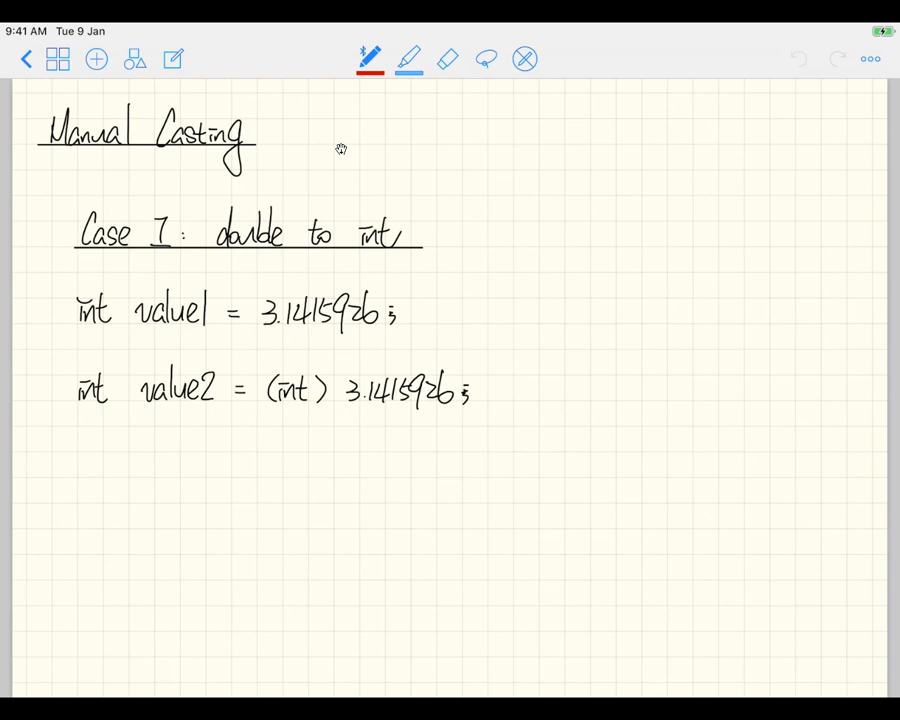 9:41 AM Tue 9 Jan
Manual Casting
Case I: double to int
int value1 = 3.1415926;
int value2 = (int) 3.1415926;